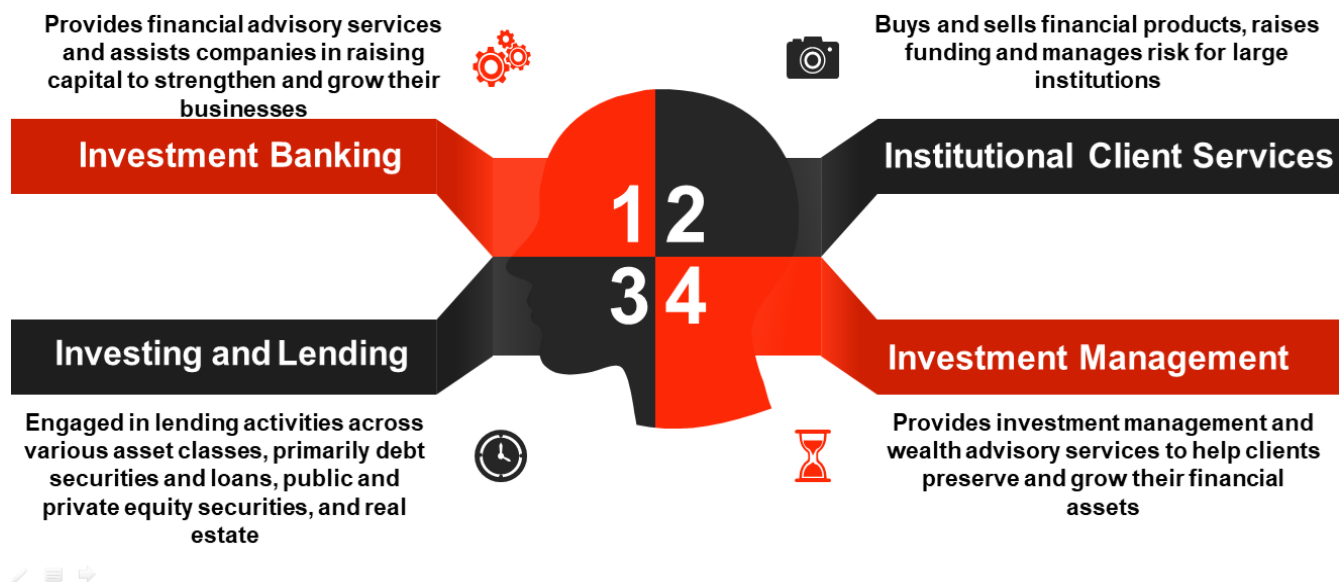 Provides financial advisory services
and assists companies in raising
capital to strengthen and grow their
businesses
Investment Banking
Buys and sells financial products, raises
funding and manages risk for large
institutions
Institutional Client Services
1
2
3
4
Investing and Lending
Engaged in lending activities across
various asset classes, primarily debt
securities and loans, public and
private equity securities, and real
estate
Investment Management
Provides investment management and
wealth advisory services to help clients
preserve and grow their financial
assets